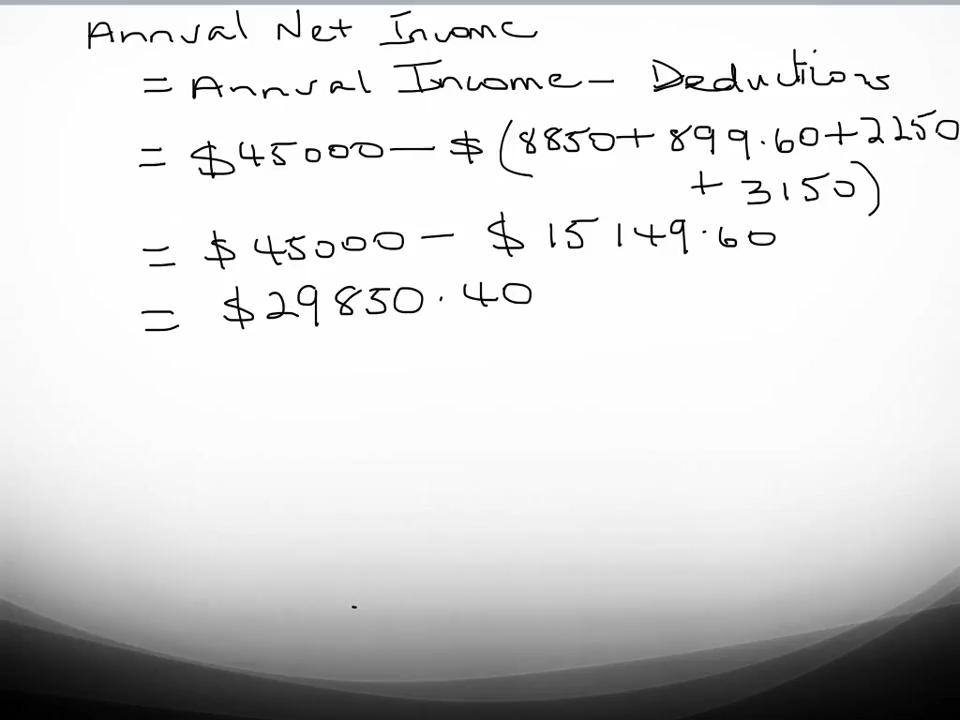 Annual Net Income
= Annual Income - Deductions
= $45000 - $(8850 + 899.60 + 2250
+ 3150)
= $45000 - $15149.60
= $29850.40